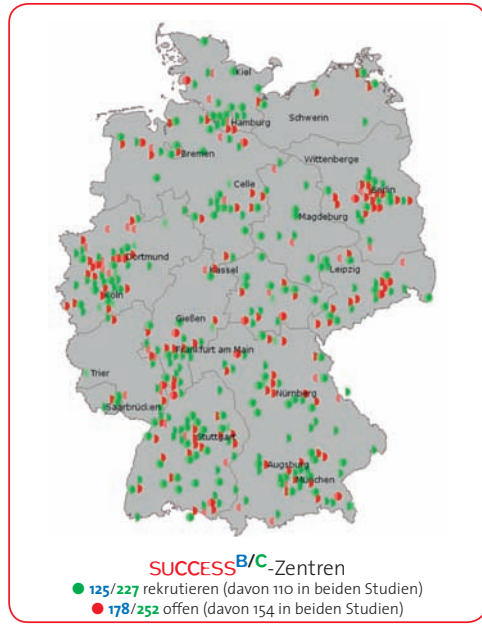 Kiel
Hamburg
Schwerin
Bremen
Wittenberge
Celle
Berlin
Magdeburg
Dortmund
Kassel
Leipzig
Köln
Gießen
Frankfurt am Main
Trier
Saarbrücken
Nürnberg
Stuttgart
Augsburg
München
SUCCESS B/C-Zentren
125/227 rekrutieren (davon 110 in beiden Studien)
178/252 offen (davon 154 in beiden Studien)